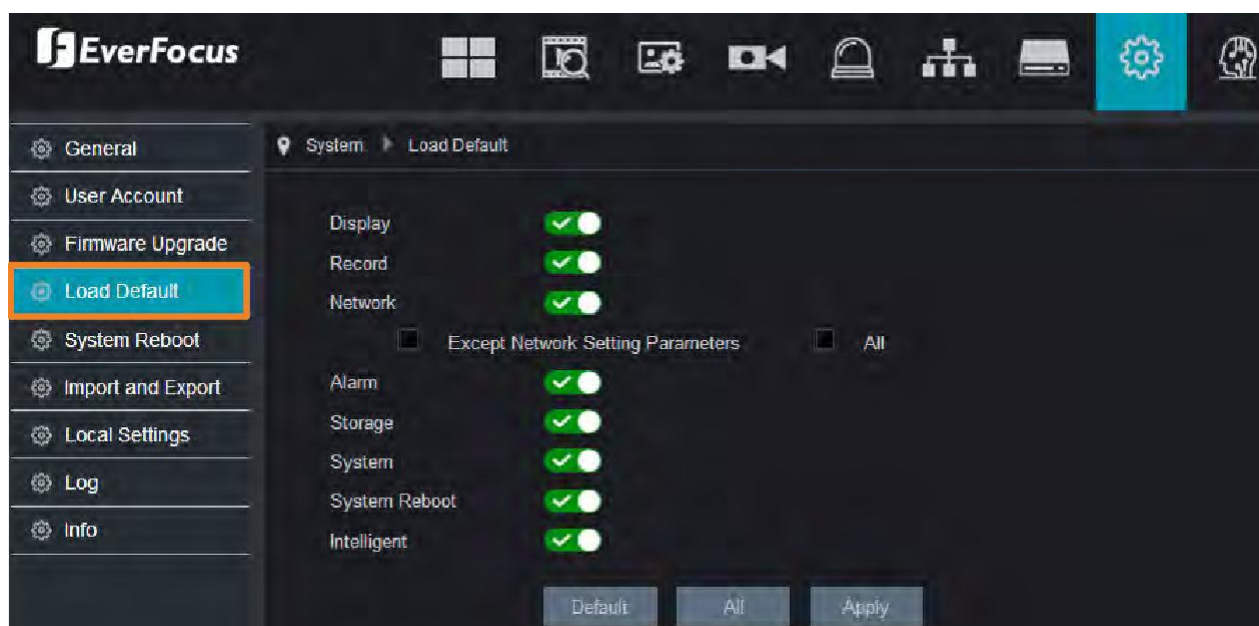 EverFocus
General
User Account
Firmware Upgrade
Load Default
System Reboot
Import and Export
Local Settings
Log
Info
System Load Default
Display
Record
Network
Except Network Setting Parameters All
Alarm
Storage
System
System Reboot
Intelligent
Default All Apply